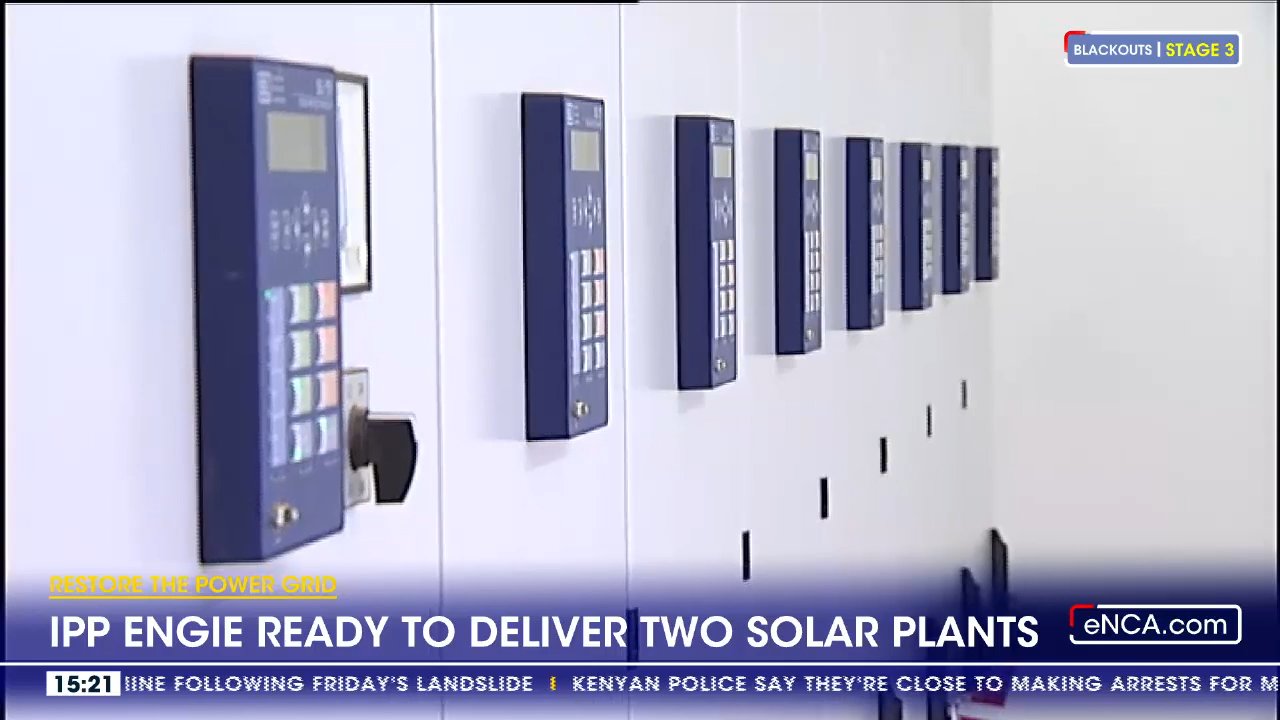 BLACKOUTS | STAGE 3
RESTORE THE POWER GRID
IPP ENGIE READY TO DELIVER TWO SOLAR PLANTS
eNCA.com
15:21
FOLLOWING FRIDAY'S LANDSLIDE KENYAN POLICE SAY THEY'RE CLOSE TO MAKING ARRESTS FOR